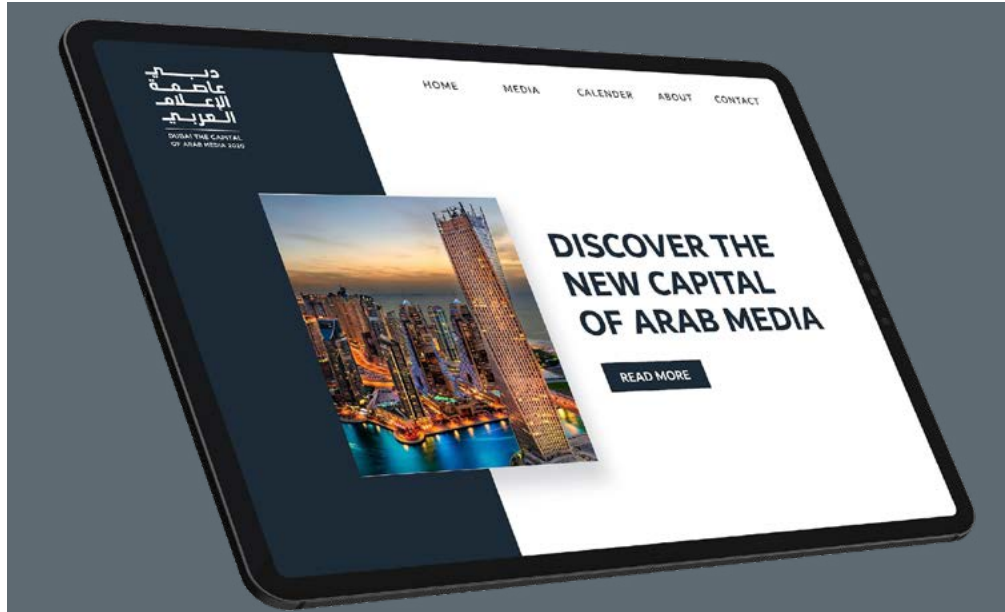 دبـــي
عاصمة
الإعلام
العربي
DUBAI THE CAPITAL
OF ARAB MEDIA 2020
HOME
MEDIA
CALENDER
ABOUT
CONTACT
DISCOVER THE
NEW CAPITAL
OF ARAB MEDIA
READ MORE